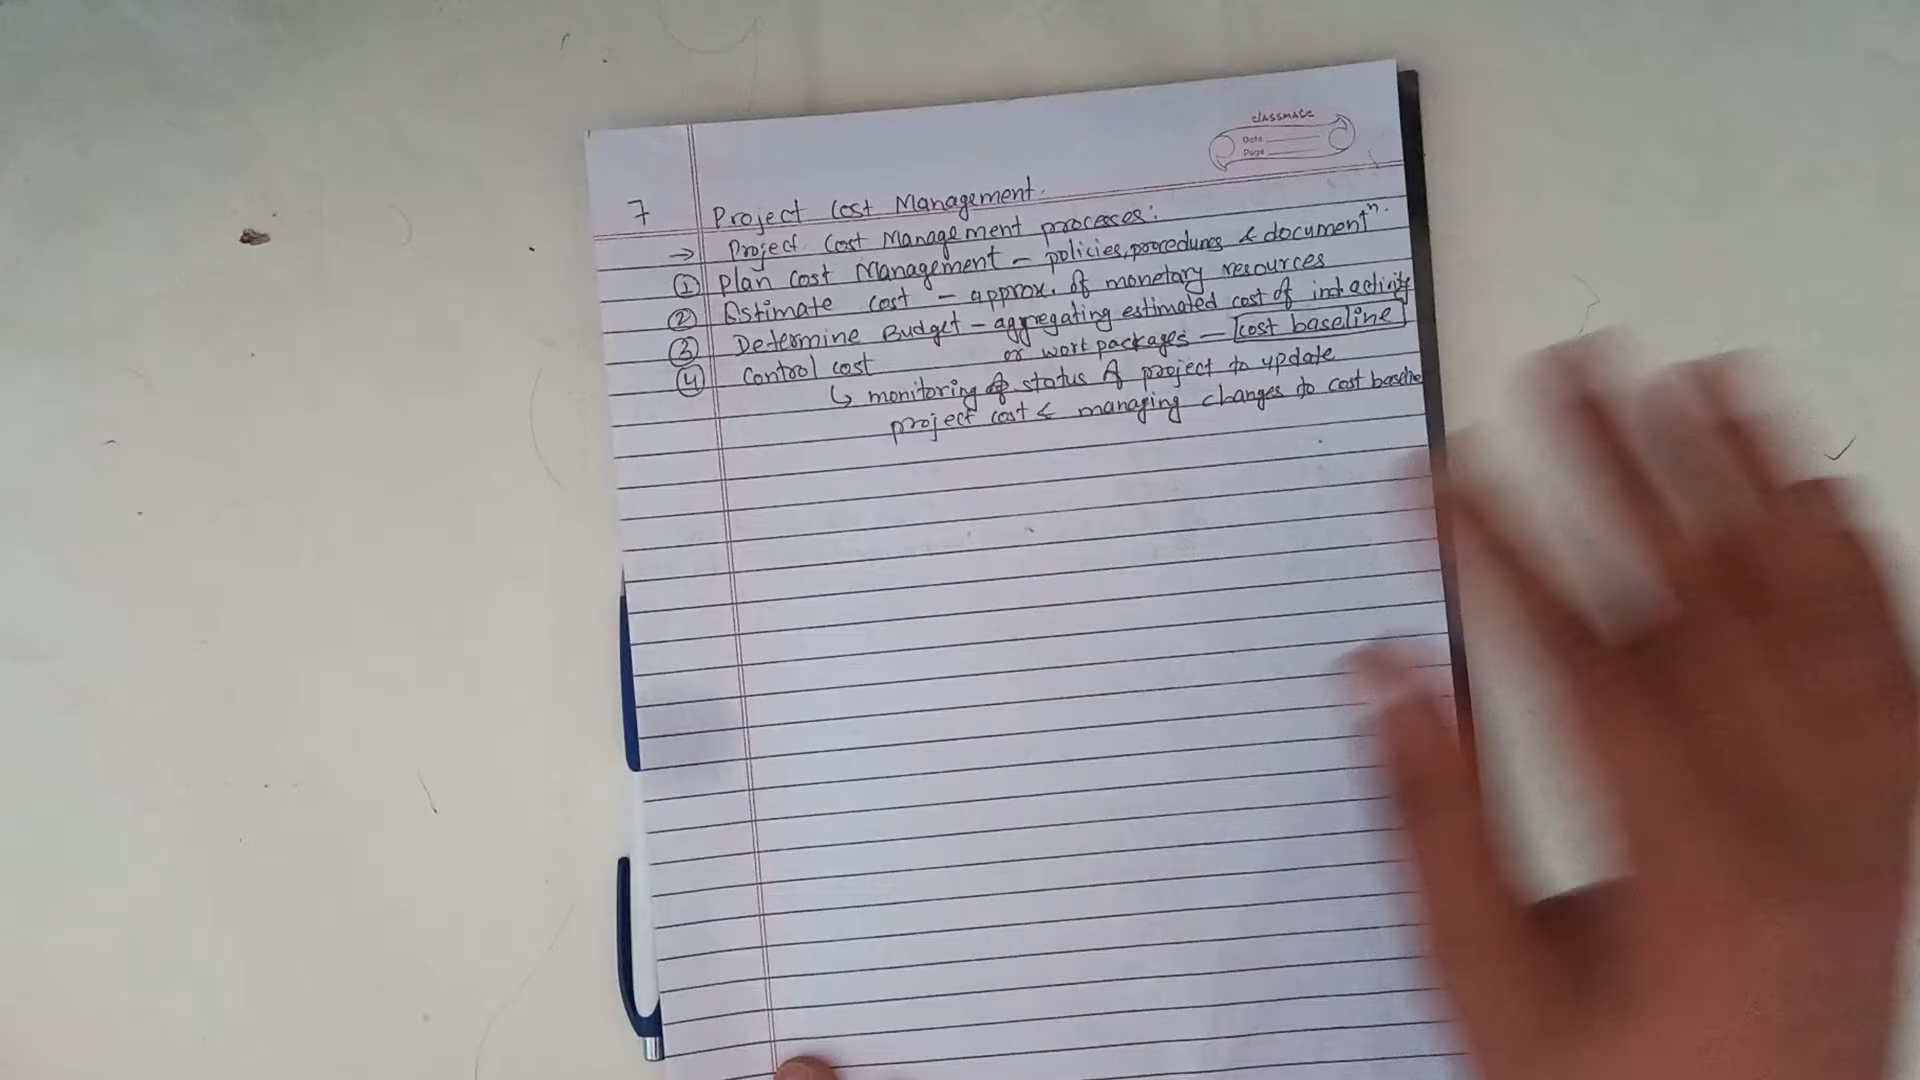 classmate
Date
Page
7 Project Cost Management.
→ Project Cost Management processes:
① Plan Cost Management - policies, procedures & documentⁿ.
② Estimate cost - approx. of monetary resources
③ Determine Budget - aggregating estimated cost of ind. activity
or work packages - cost baseline
④ Control cost
↳ monitoring of status of project to update
project cost & managing changes to cost baseline